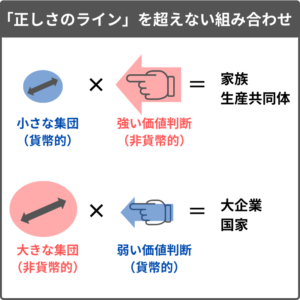 「正しさのライン」を超えない組み合わせ
× = 家族
生産共同体
小さな集団 強い価値判断
（貨幣的） （非貨幣的）
× = 大企業
国家
大きな集団 弱い価値判断
（非貨幣的） （貨幣的）